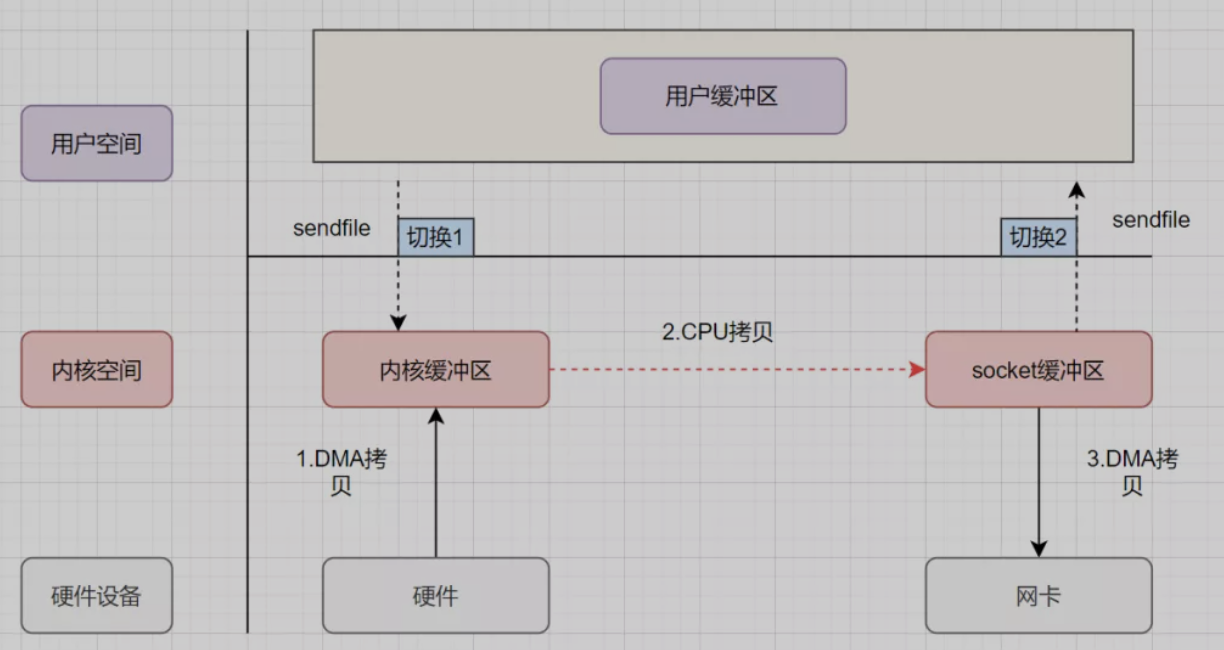 用户缓冲区
用户空间
sendfile
切换1
切换2
sendfile
2.CPU拷贝
内核空间
内核缓冲区
socket缓冲区
1.DMA拷
贝
3.DMA拷
贝
硬件设备
硬件
网卡